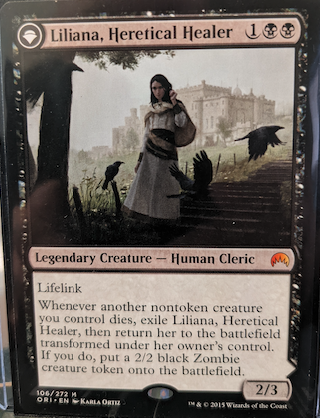 Liliana, Heretical Healer 1
Legendary Creature — Human Cleric
Lifelink
Whenever another nontoken creature
you control dies, exile Liliana, Heretical
Healer, then return her to the battlefield
transformed under her owner's control.
If you do, put a 2/2 black Zombie
creature token onto the battlefield.
106/272 M
ORI • EN Karla Ortiz
™ & © 2015 Wizards of the Coast
2/3